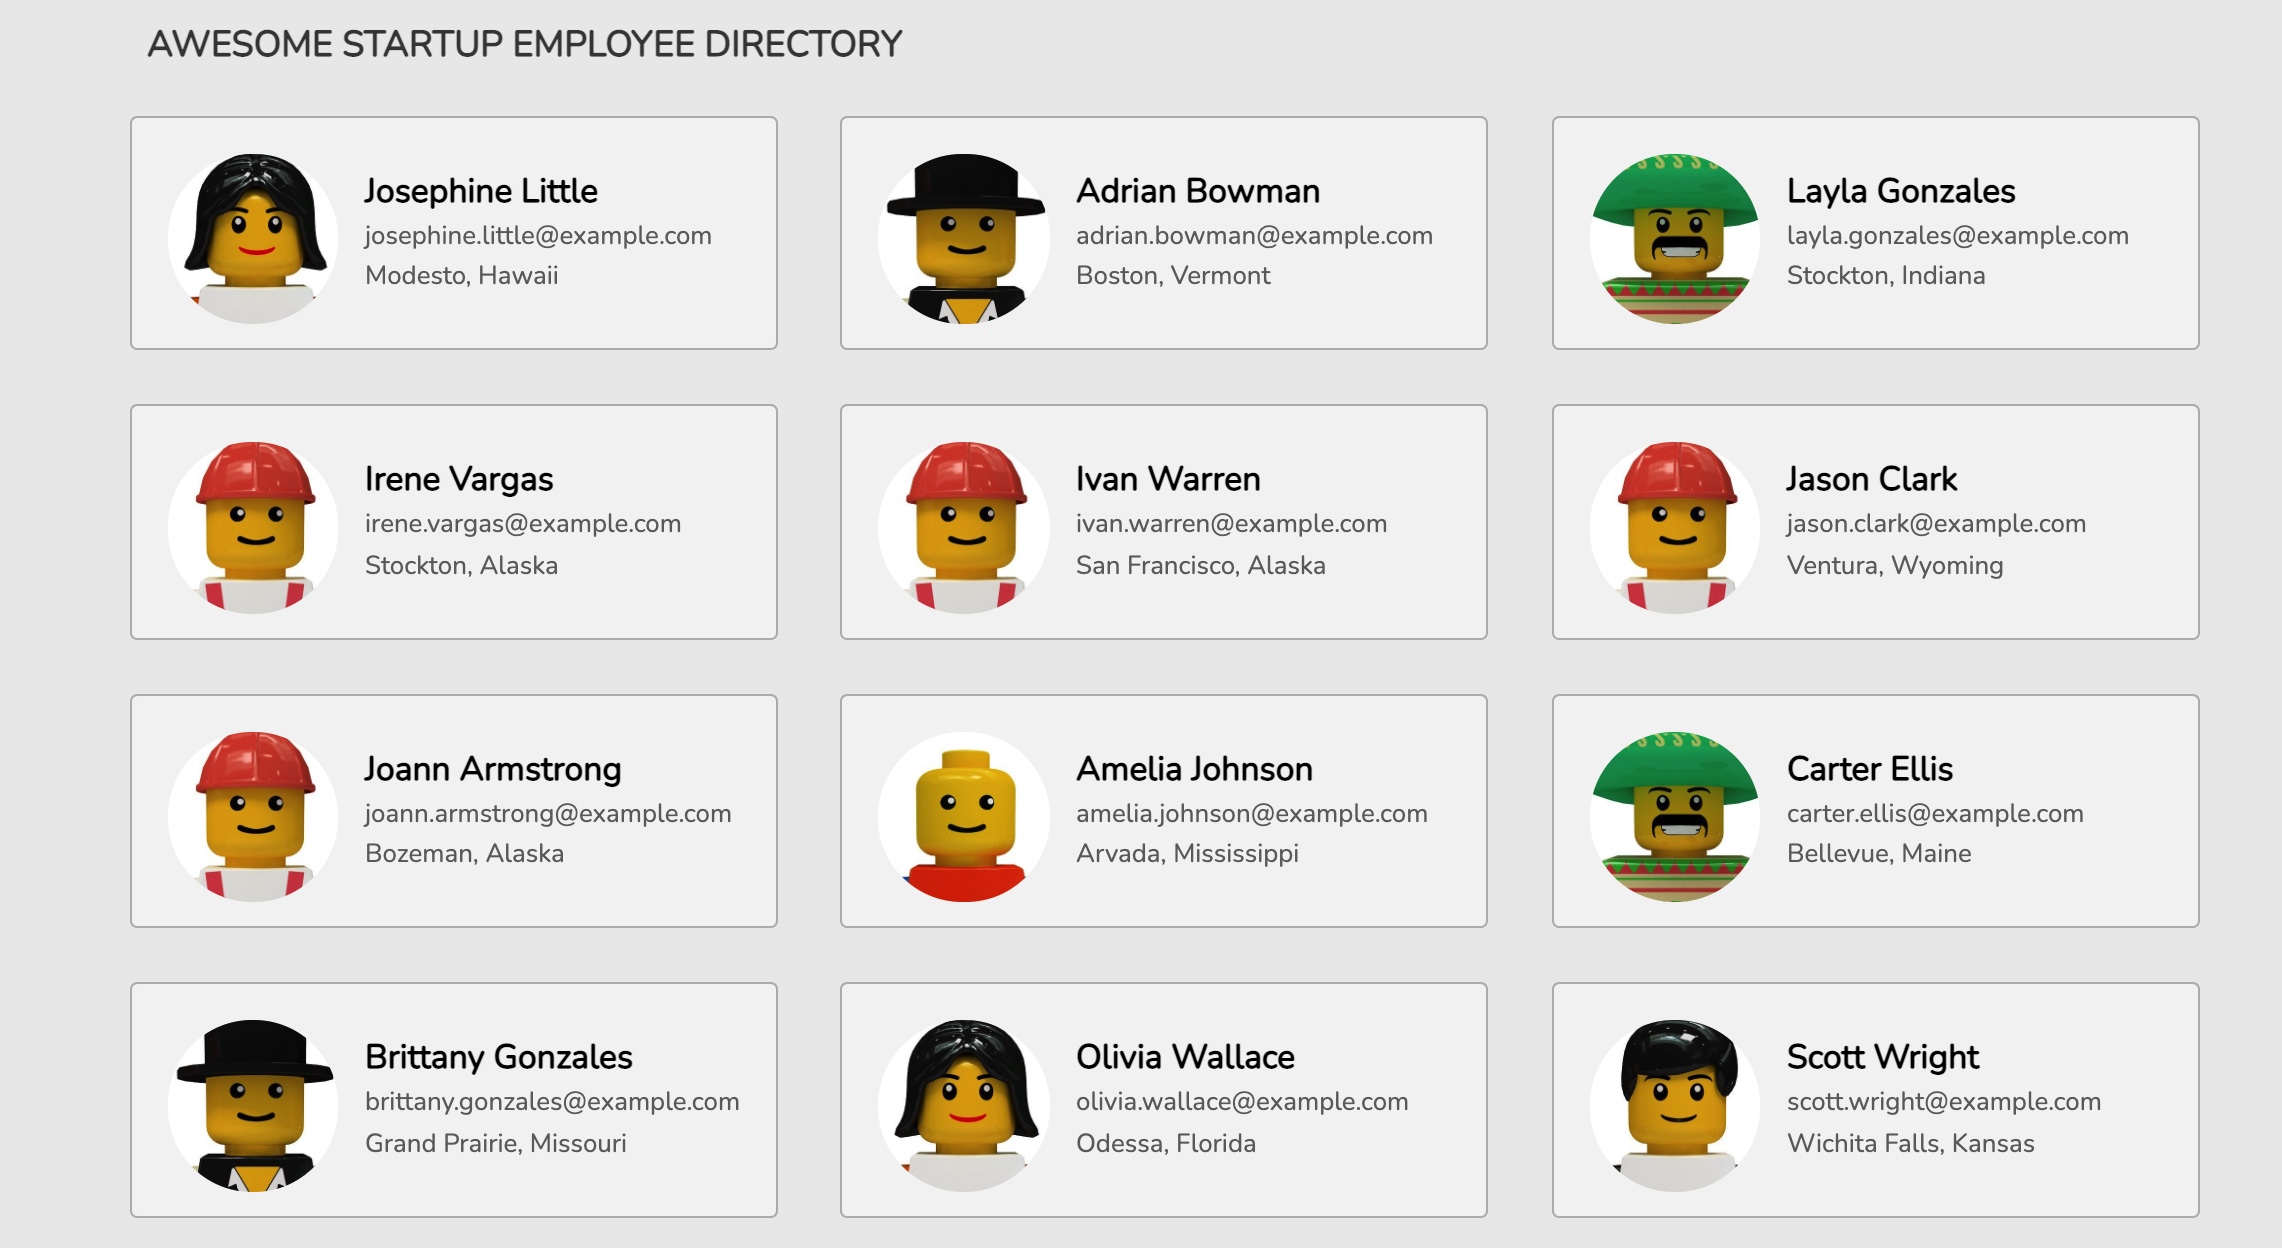 AWESOME STARTUP EMPLOYEE DIRECTORY
Josephine Little
josephine.little@example.com
Modesto, Hawaii
Adrian Bowman
adrian.bowman@example.com
Boston, Vermont
Layla Gonzales
layla.gonzales@example.com
Stockton, Indiana
Irene Vargas
irene.vargas@example.com
Stockton, Alaska
Ivan Warren
ivan.warren@example.com
San Francisco, Alaska
Jason Clark
jason.clark@example.com
Ventura, Wyoming
Joann Armstrong
joann.armstrong@example.com
Bozeman, Alaska
Amelia Johnson
amelia.johnson@example.com
Arvada, Mississippi
Carter Ellis
carter.ellis@example.com
Bellevue, Maine
Brittany Gonzales
brittany.gonzales@example.com
Grand Prairie, Missouri
Olivia Wallace
olivia.wallace@example.com
Odessa, Florida
Scott Wright
scott.wright@example.com
Wichita Falls, Kansas